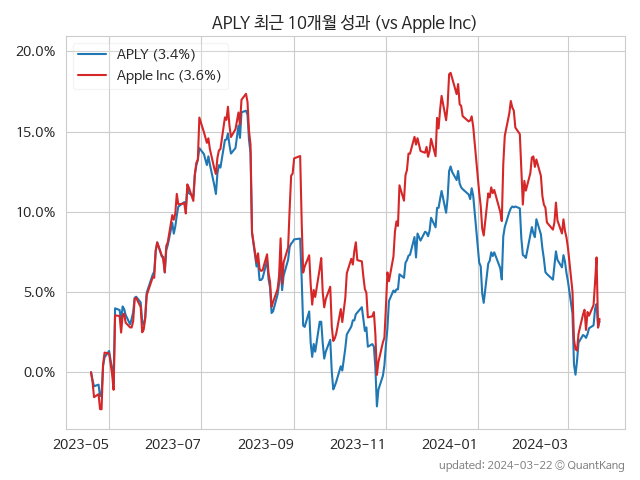 APLY 최근 10개월 성과 (vs Apple Inc)
20.0%
15.0%
10.0%
5.0%
0.0%
APLY (3.4%)
Apple Inc (3.6%)
2023-05 2023-07 2023-09 2023-11 2024-01 2024-03
updated: 2024-03-22 © QuantKang